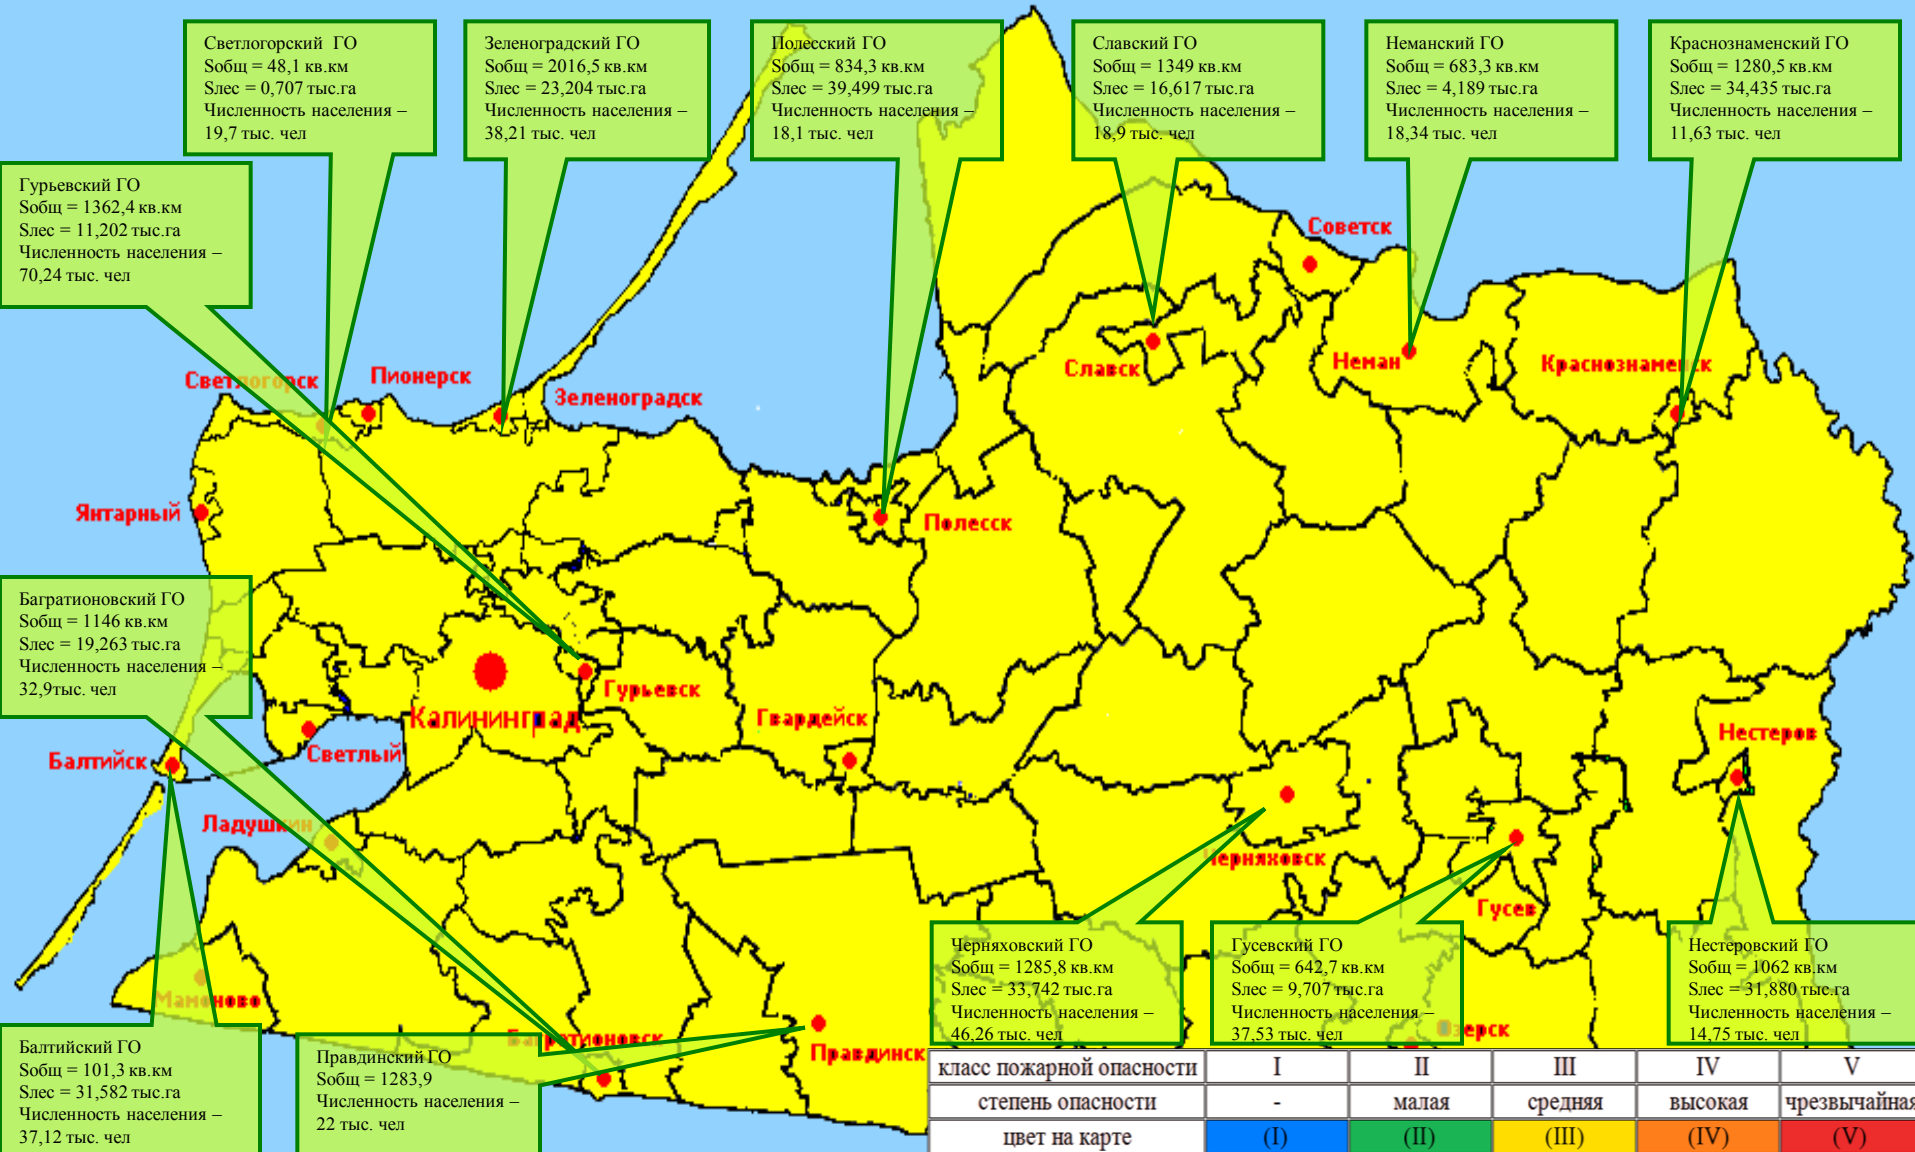 Светлогорский ГО
Sобщ = 48,1 кв.км
Sлес = 0,707 тыс.га
Численность населения –
19,7 тыс. чел
Зеленоградский ГО
Sобщ = 2016,5 кв.км
Sлес = 23,204 тыс.га
Численность населения –
38,21 тыс. чел
Полесский ГО
Sобщ = 834,3 кв.км
Sлес = 39,499 тыс.га
Численность населения –
18,1 тыс. чел
Славский ГО
Sобщ = 1349 кв.км
Sлес = 16,617 тыс.га
Численность населения –
18,9 тыс. чел
Неманский ГО
Sобщ = 683,3 кв.км
Sлес = 4,189 тыс.га
Численность населения –
18,34 тыс. чел
Краснознаменский ГО
Sобщ = 1280,5 кв.км
Sлес = 34,435 тыс.га
Численность населения –
11,63 тыс. чел
Гурьевский ГО
Sобщ = 1362,4 кв.км
Sлес = 11,202 тыс.га
Численность населения –
70,24 тыс. чел
Советск
Светлогорск
Пионерск
Зеленоградск
Славск
Неман
Краснознаменск
Янтарный
Полесск
Багратионовский ГО
Sобщ = 1146 кв.км
Sлес = 19,263 тыс.га
Численность населения –
32,9тыс. чел
Гурьевск
Калининград
Гвардейск
Нестеров
Балтийск
Светлый
Ладушкин
Черняховск
Гусев
Мамоново
Багратионовск
Правдинск
Озерск
Черняховский ГО
Sобщ = 1285,8 кв.км
Sлес = 33,742 тыс.га
Численность населения –
46,26 тыс. чел
Гусевский ГО
Sобщ = 642,7 кв.км
Sлес = 9,707 тыс.га
Численность населения –
37,53 тыс. чел
Нестеровский ГО
Sобщ = 1062 кв.км
Sлес = 31,880 тыс.га
Численность населения –
14,75 тыс. чел
Балтийский ГО
Sобщ = 101,3 кв.км
Sлес = 31,582 тыс.га
Численность населения –
37,12 тыс. чел
Правдинский ГО
Sобщ = 1283,9
Численность населения –
22 тыс. чел
класс пожарной опасности I II III IV V
степень опасности - малая средняя высокая чрезвычайная
цвет на карте (I) (II) (III) (IV) (V)